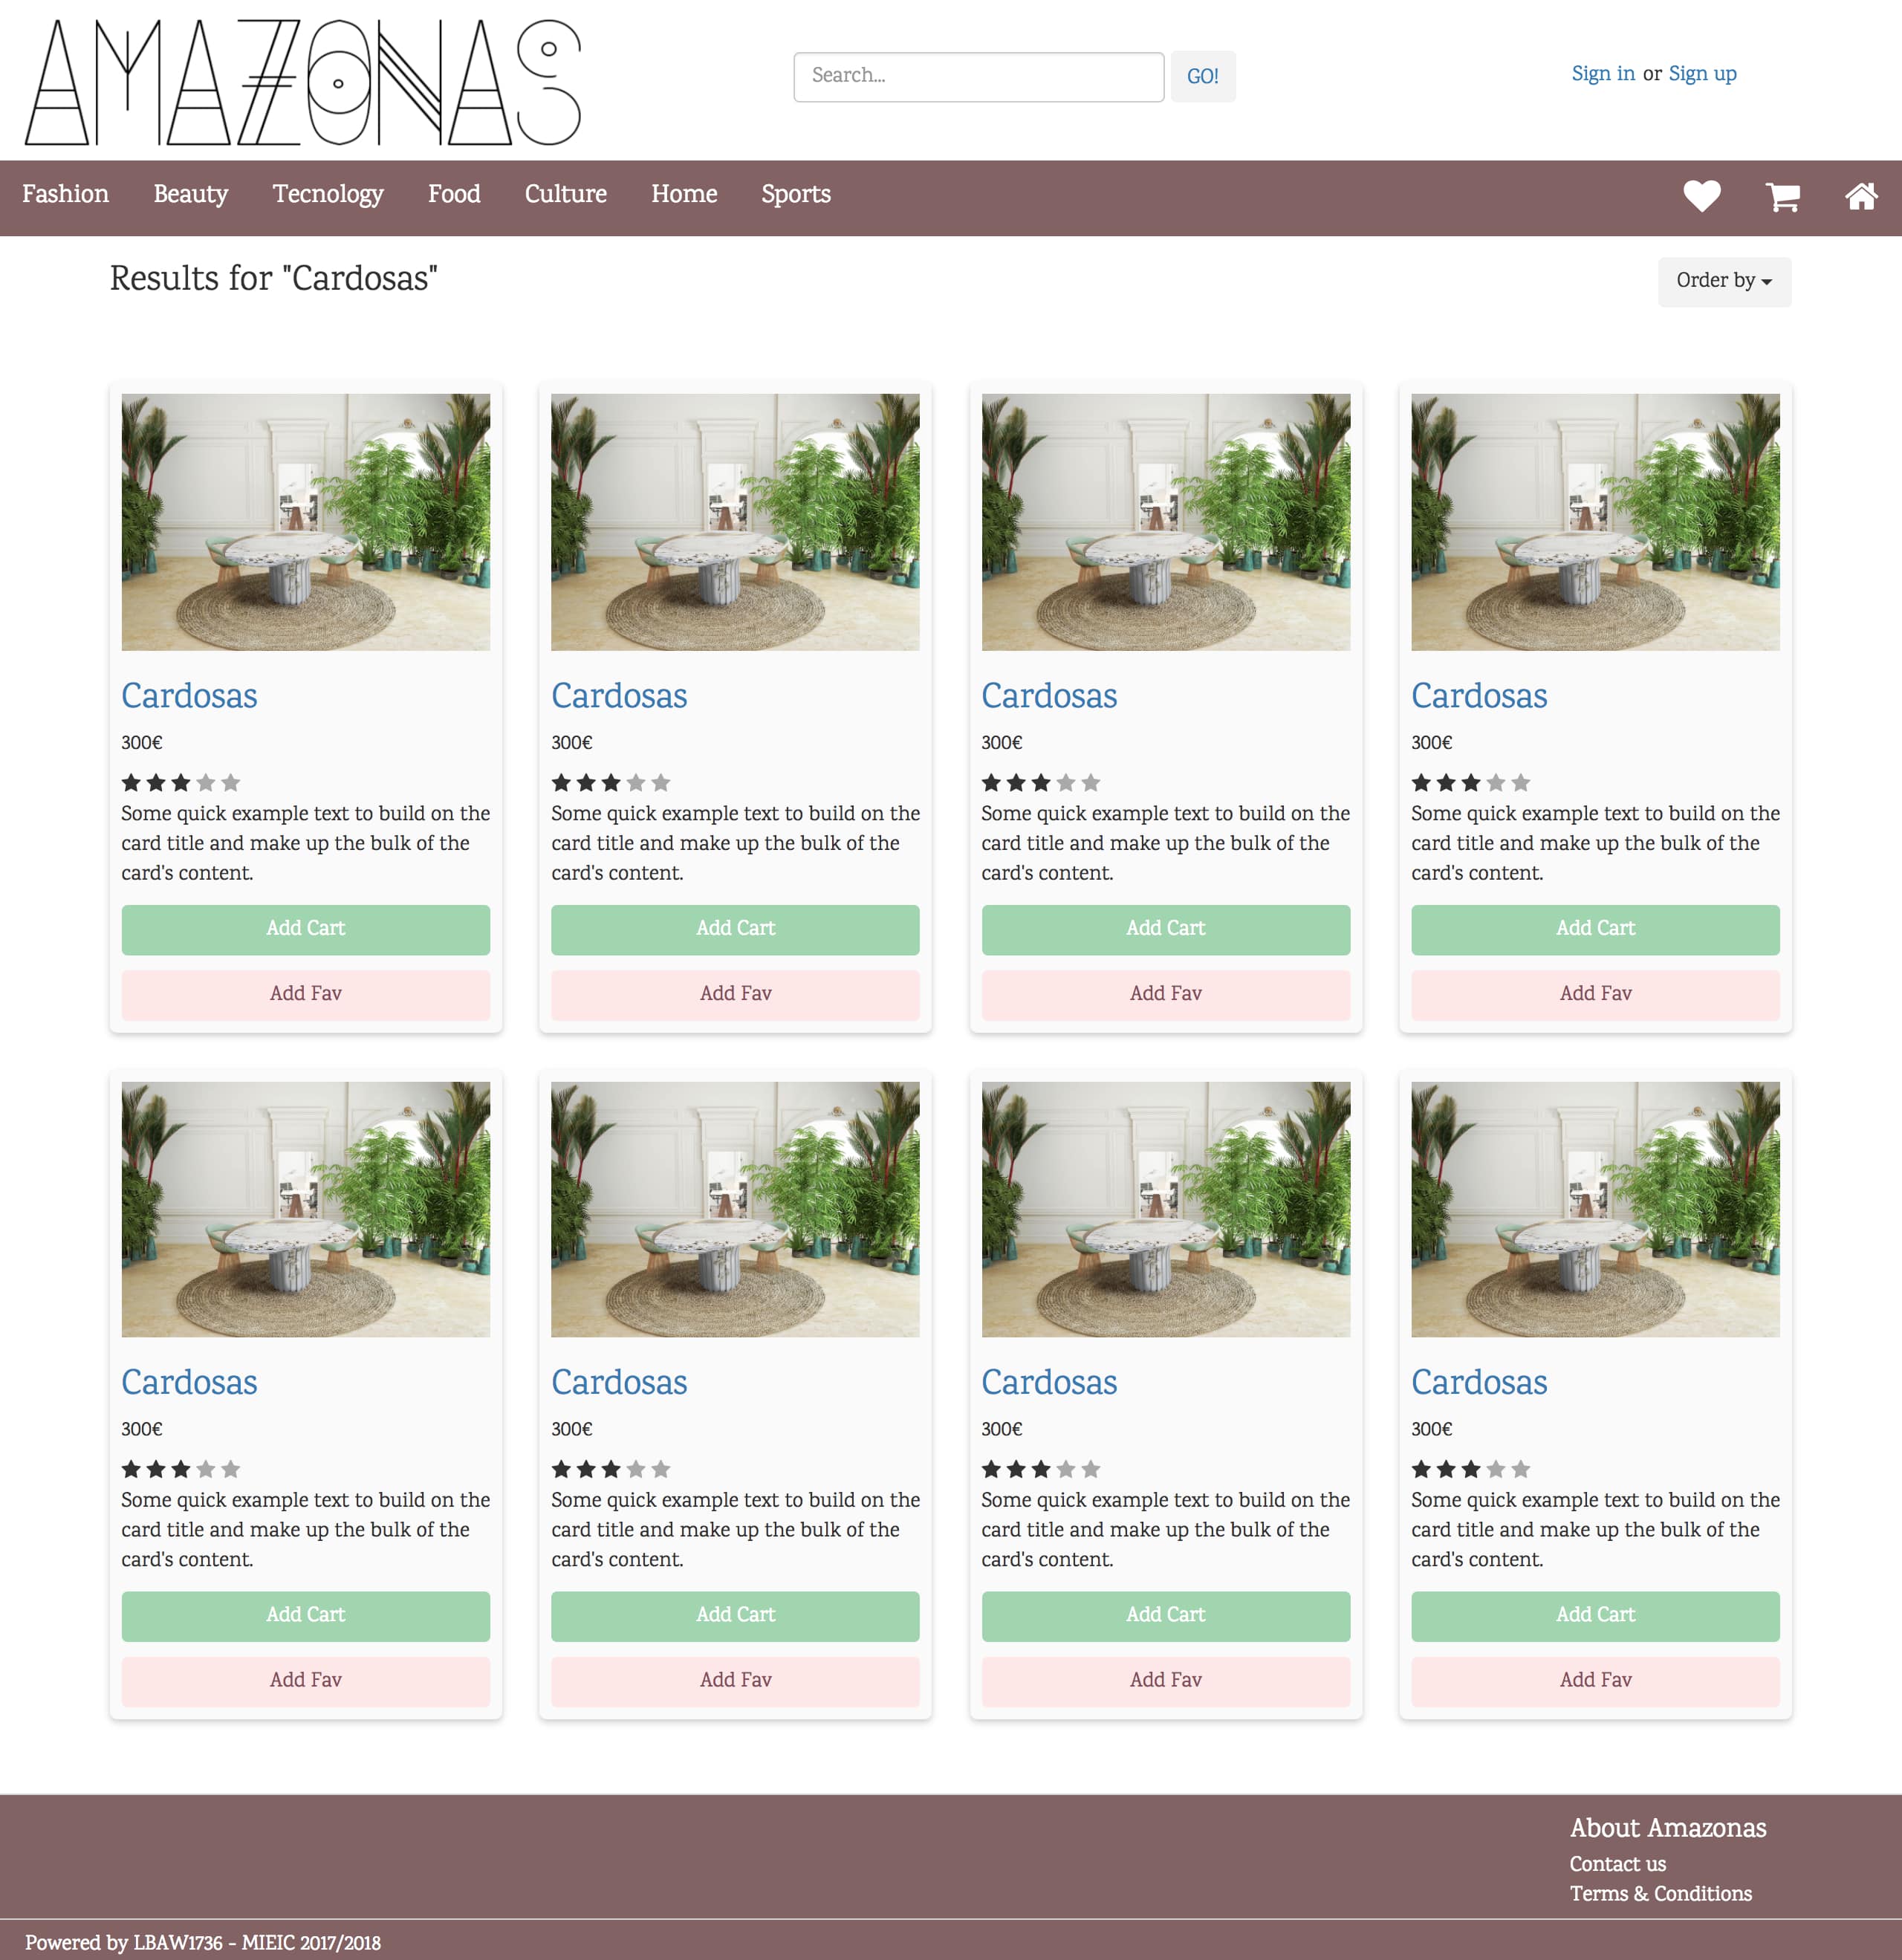 AMAZONAS
Search...
GO!
Sign in or Sign up
Fashion Beauty Tecnology Food Culture Home Sports
Results for "Cardosas"
Order by
Cardosas
300€
Some quick example text to build on the
card title and make up the bulk of the
card's content.
Add Cart
Add Fav
Cardosas
300€
Some quick example text to build on the
card title and make up the bulk of the
card's content.
Add Cart
Add Fav
Cardosas
300€
Some quick example text to build on the
card title and make up the bulk of the
card's content.
Add Cart
Add Fav
Cardosas
300€
Some quick example text to build on the
card title and make up the bulk of the
card's content.
Add Cart
Add Fav
Cardosas
300€
Some quick example text to build on the
card title and make up the bulk of the
card's content.
Add Cart
Add Fav
Cardosas
300€
Some quick example text to build on the
card title and make up the bulk of the
card's content.
Add Cart
Add Fav
Cardosas
300€
Some quick example text to build on the
card title and make up the bulk of the
card's content.
Add Cart
Add Fav
Cardosas
300€
Some quick example text to build on the
card title and make up the bulk of the
card's content.
Add Cart
Add Fav
About Amazonas
Contact us
Terms & Conditions
Powered by LBAW1736 - MIEIC 2017/2018